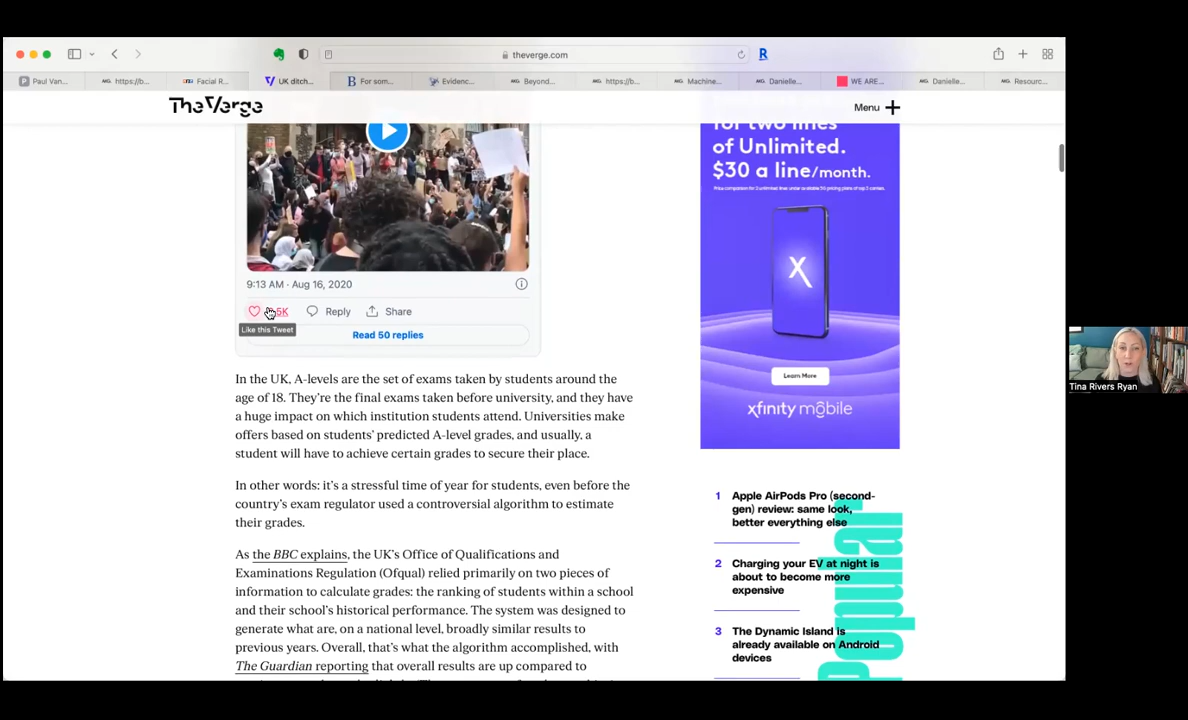 theverge.com
R
Paul Van...
https://b...
Facial R...
UK ditch...
For som...
Evidenc...
Beyond...
https://b...
Machine...
Danielle...
WE ARE...
Danielle...
Resourc...
The Verge
Menu
for two lines
of Unlimited.
$30 a line/month.
X
Learn More
xfinity mobile
9:13 AM · Aug 16, 2020
5K
Reply
Share
Like this Tweet
Read 50 replies
In the UK, A-levels are the set of exams taken by students around the
age of 18. They’re the final exams taken before university, and they have
a huge impact on which institution students attend. Universities make
offers based on students’ predicted A-level grades, and usually, a
student will have to achieve certain grades to secure their place.
In other words: it’s a stressful time of year for students, even before the
country’s exam regulator used a controversial algorithm to estimate
their grades.
As the BBC explains, the UK’s Office of Qualifications and
Examinations Regulation (Ofqual) relied primarily on two pieces of
information to calculate grades: the ranking of students within a school
and their school’s historical performance. The system was designed to
generate what are, on a national level, broadly similar results to
previous years. Overall, that’s what the algorithm accomplished, with
The Guardian reporting that overall results are up compared to
1 Apple AirPods Pro (second-
gen) review: same look,
better everything else
2 Charging your EV at night is
about to become more
expensive
3 The Dynamic Island is
already available on Android
devices
Popular
Tina Rivers Ryan